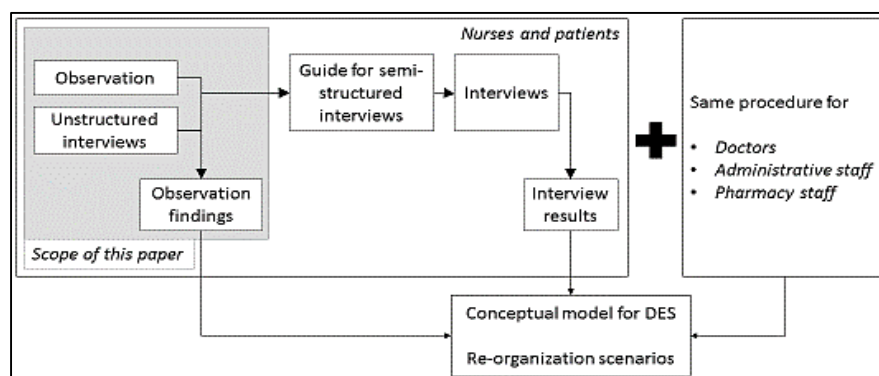 Nurses and patients
Observation
Unstructured
interviews
Guide for semi-
structured
interviews
Interviews
Observation
findings
Interview
results
Scope of this paper
Same procedure for
• Doctors
• Administrative staff
• Pharmacy staff
Conceptual model for DES
Re-organization scenarios